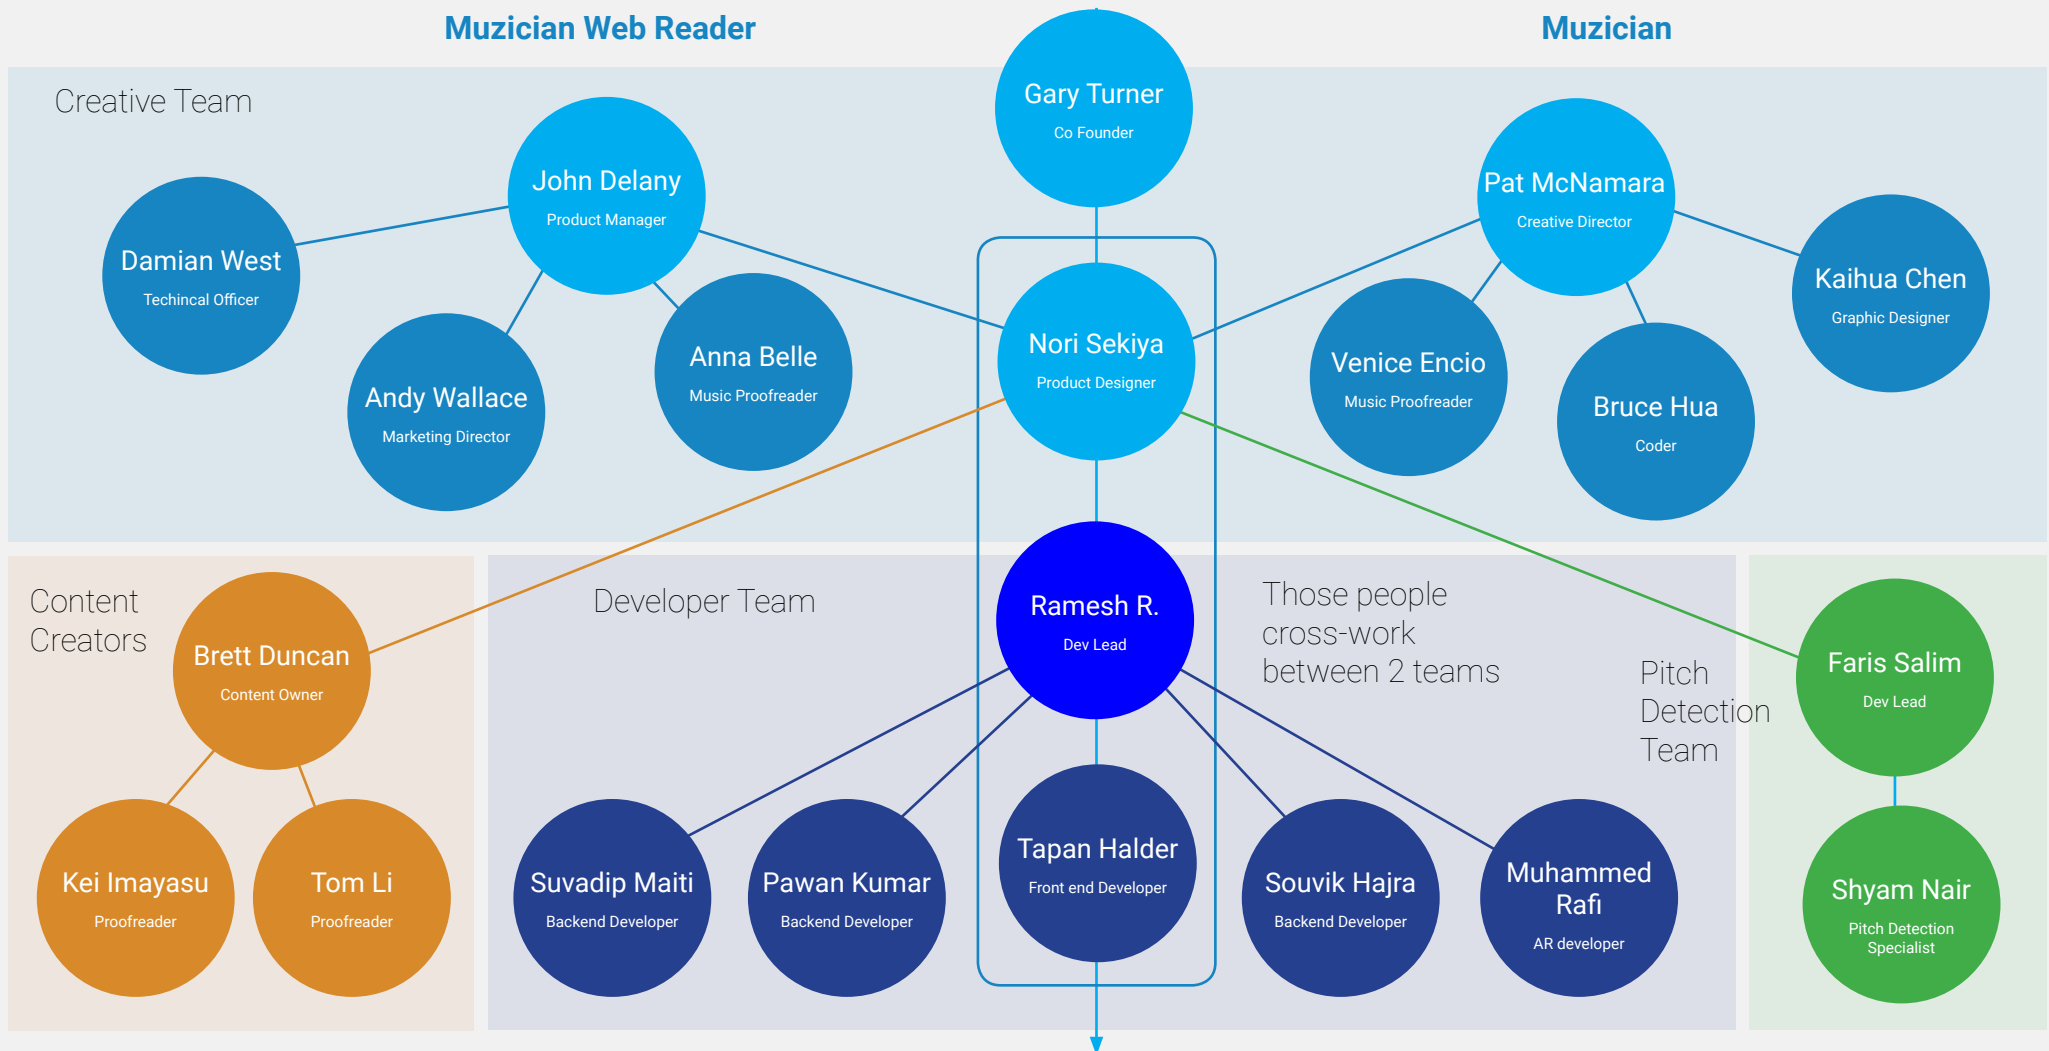 Muzician Web Reader
Muzician
Creative Team
Gary Turner
Co Founder
John Delany
Product Manager
Pat McNamara
Creative Director
Damian West
Techincal Officer
Kaihua Chen
Graphic Designer
Nori Sekiya
Product Designer
Anna Belle
Music Proofreader
Venice Encio
Music Proofreader
Andy Wallace
Marketing Director
Bruce Hua
Coder
Content
Creators
Brett Duncan
Content Owner
Kei Imayasu
Proofreader
Tom Li
Proofreader
Developer Team
Ramesh R.
Dev Lead
Those people
cross-work
between 2 teams
Suvadip Maiti
Backend Developer
Pawan Kumar
Backend Developer
Tapan Halder
Front end Developer
Souvik Hajra
Backend Developer
Muhammed
Rafi
AR developer
Pitch
Detection
Team
Faris Salim
Dev Lead
Shyam Nair
Pitch Detection
Specialist